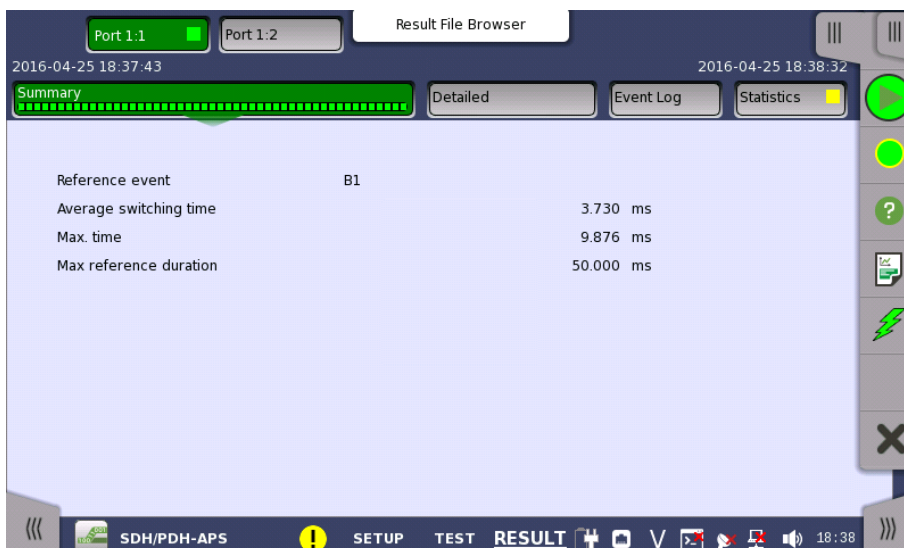 Result File Browser
Port 1:1
Port 1:2
2016-04-25 18:37:43
2016-04-25 18:38:32
Summary
Detailed
Event Log
Statistics
Reference event B1
Average switching time 3.730 ms
Max. time 9.876 ms
Max reference duration 50.000 ms
SDH/PDH-APS
SETUP
TEST
RESULT
18:38